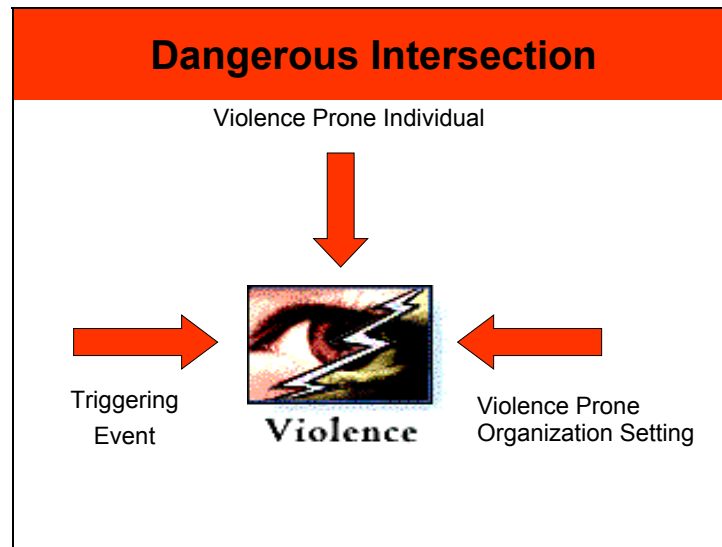 Dangerous Intersection
Violence Prone Individual
Triggering
Event
Violence
Violence Prone
Organization Setting